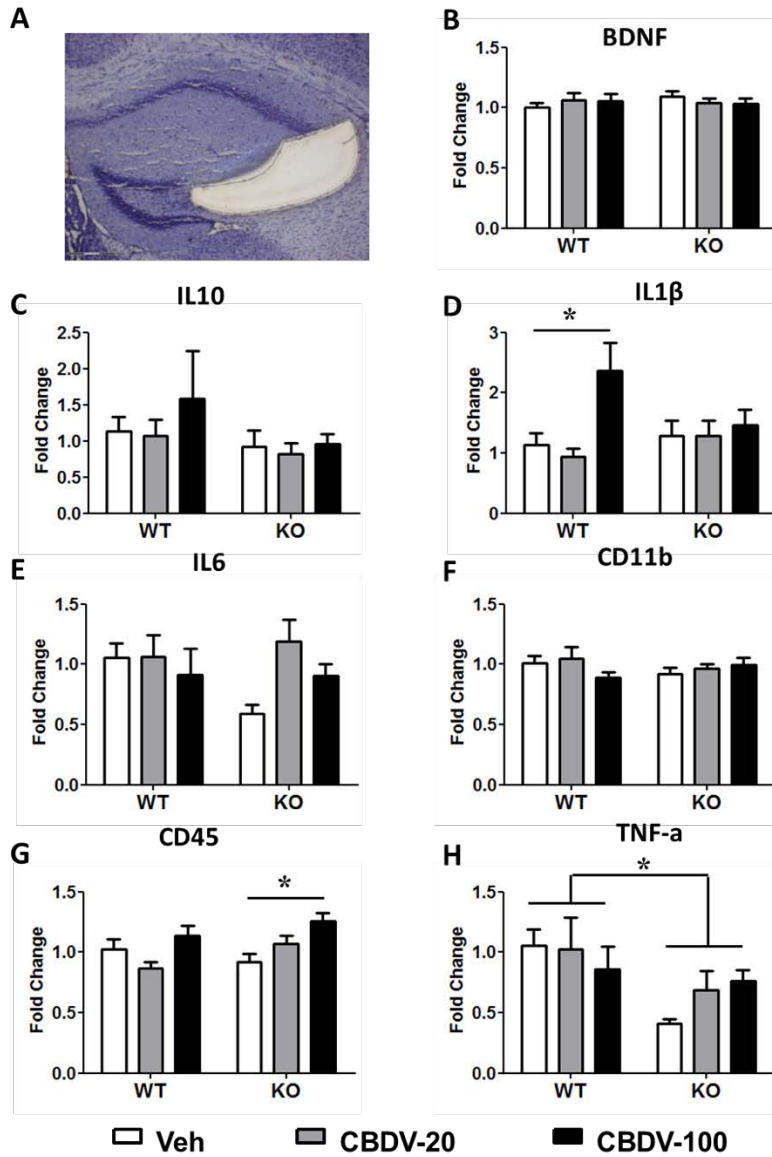 A
B
BDNF
1.5
1.0
0.5
0.0
Fold Change
WT KO
C
IL10
2.5
2.0
1.5
1.0
0.5
0.0
Fold Change
WT KO
D
IL1β
*
3
2
1
0
Fold Change
WT KO
E
IL6
1.5
1.0
0.5
0.0
Fold Change
WT KO
F
CD11b
1.5
1.0
0.5
0.0
Fold Change
WT KO
G
CD45
*
1.5
1.0
0.5
0.0
Fold Change
WT KO
H
TNF-a
*
1.5
1.0
0.5
0.0
Fold Change
WT KO
Veh CBDV-20 CBDV-100